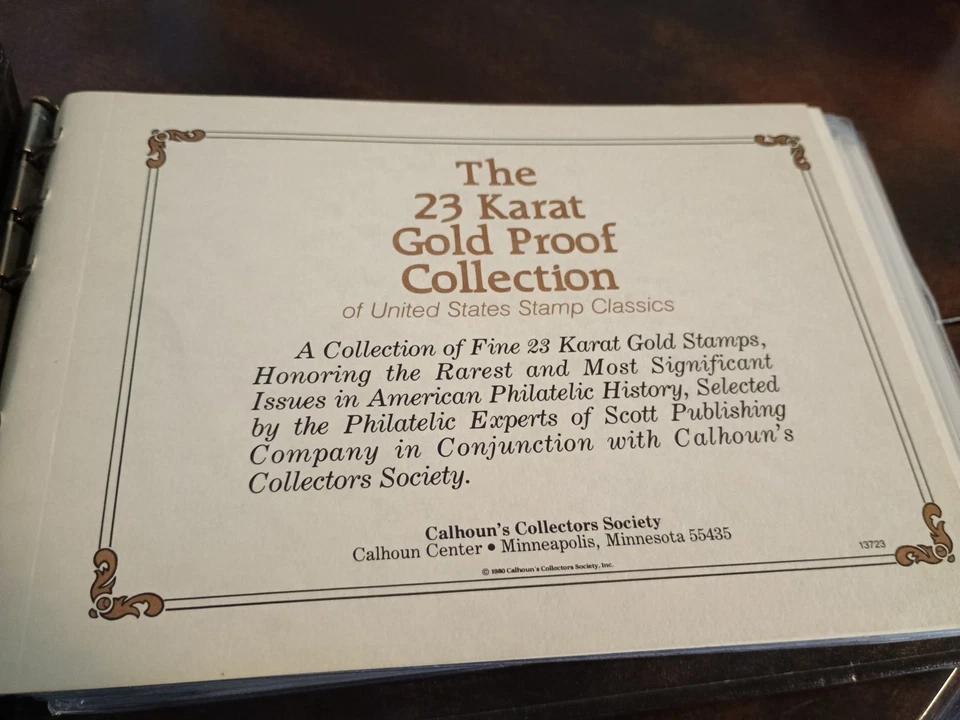 The
23 Karat
Gold Proof
Collection
of United States Stamp Classics
A Collection of Fine 23 Karat Gold Stamps,
Honoring the Rarest and Most Significant
Issues in American Philatelic History, Selected
by the Philatelic Experts of Scott Publishing
Company in Conjunction with Calhoun's
Collectors Society.
Calhoun's Collectors Society
Calhoun Center • Minneapolis, Minnesota 55435
13723
© 1980 Calhoun's Collectors Society, Inc.